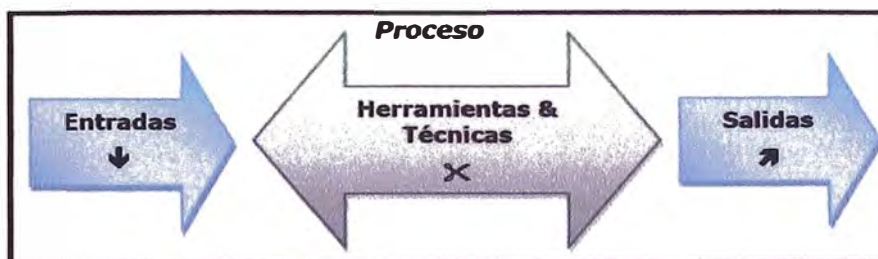 Proceso
Entradas
Herramientas &
Técnicas
Salidas